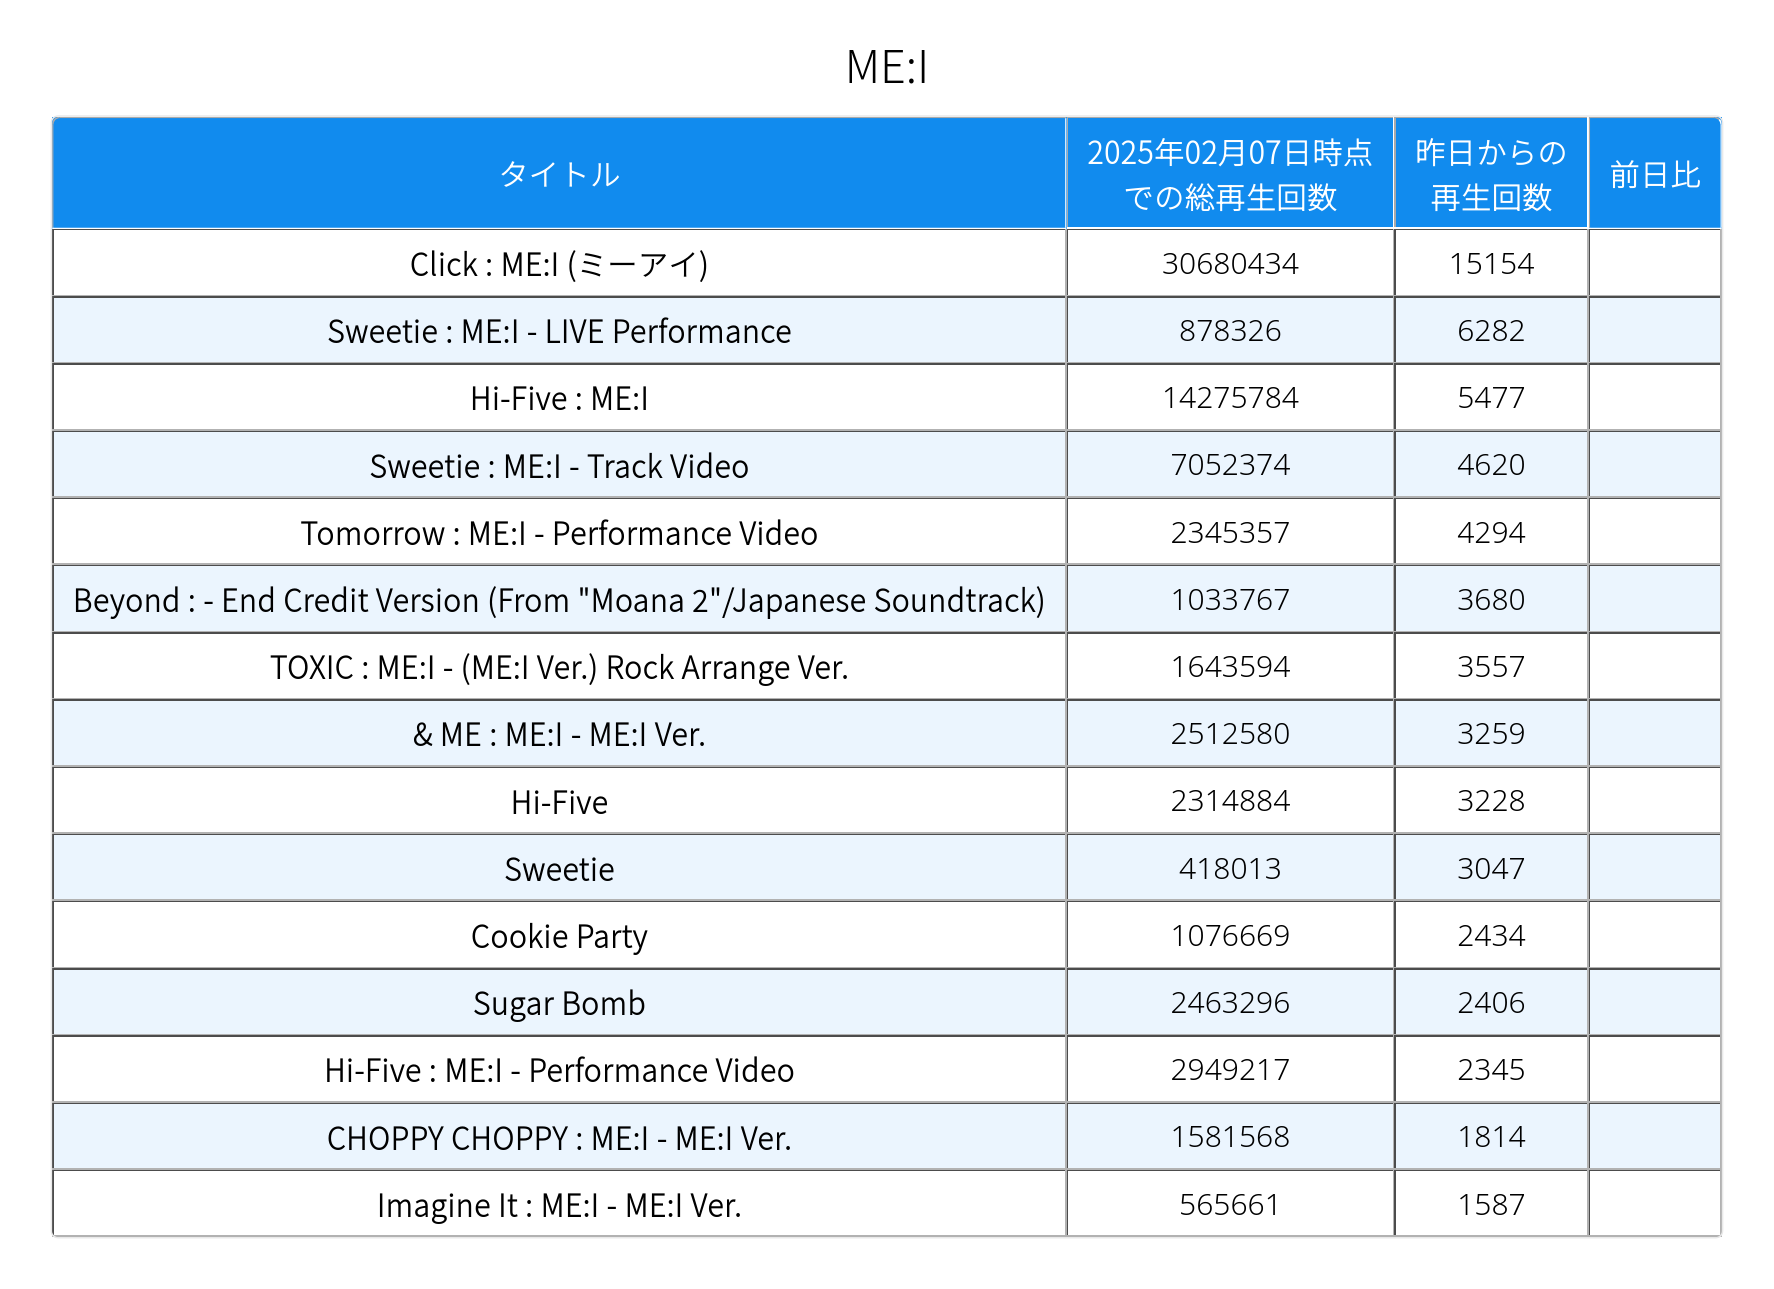 ME:I
タイトル
2025年02月07日時点
での総再生回数
昨日からの
再生回数
前日比
Click : ME:I (ミーアイ) 30680434 15154
Sweetie : ME:I - LIVE Performance 878326 6282
Hi-Five : ME:I 14275784 5477
Sweetie : ME:I - Track Video 7052374 4620
Tomorrow : ME:I - Performance Video 2345357 4294
Beyond : - End Credit Version (From "Moana 2"/Japanese Soundtrack) 1033767 3680
TOXIC : ME:I - (ME:I Ver.) Rock Arrange Ver. 1643594 3557
& ME : ME:I - ME:I Ver. 2512580 3259
Hi-Five 2314884 3228
Sweetie 418013 3047
Cookie Party 1076669 2434
Sugar Bomb 2463296 2406
Hi-Five : ME:I - Performance Video 2949217 2345
CHOPPY CHOPPY : ME:I - ME:I Ver. 1581568 1814
Imagine It : ME:I - ME:I Ver. 565661 1587